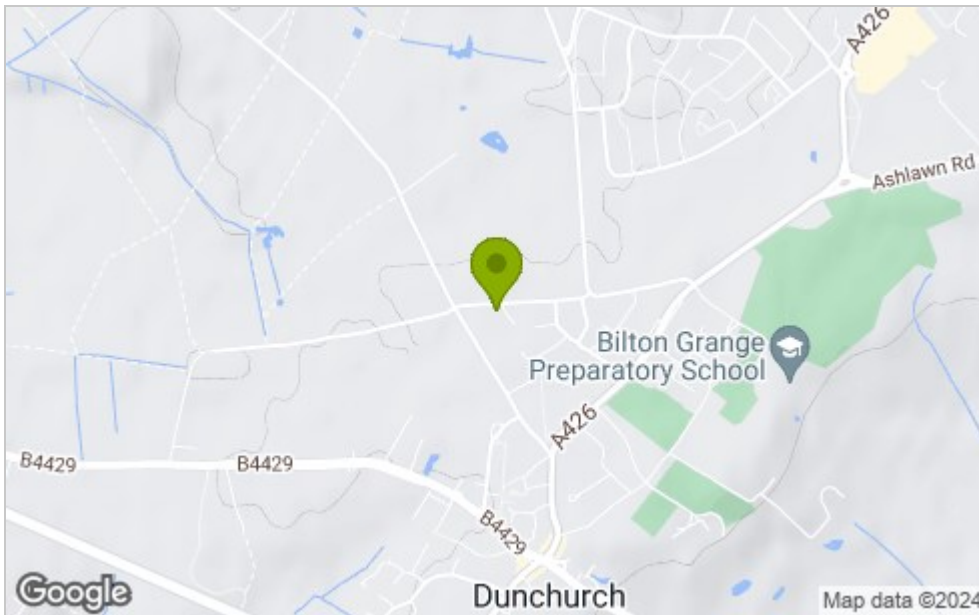 A426
Ashlawn Rd
Bilton Grange
Preparatory School
A426
B4429
B4429
B4429
Dunchurch
Google
Map data ©2024